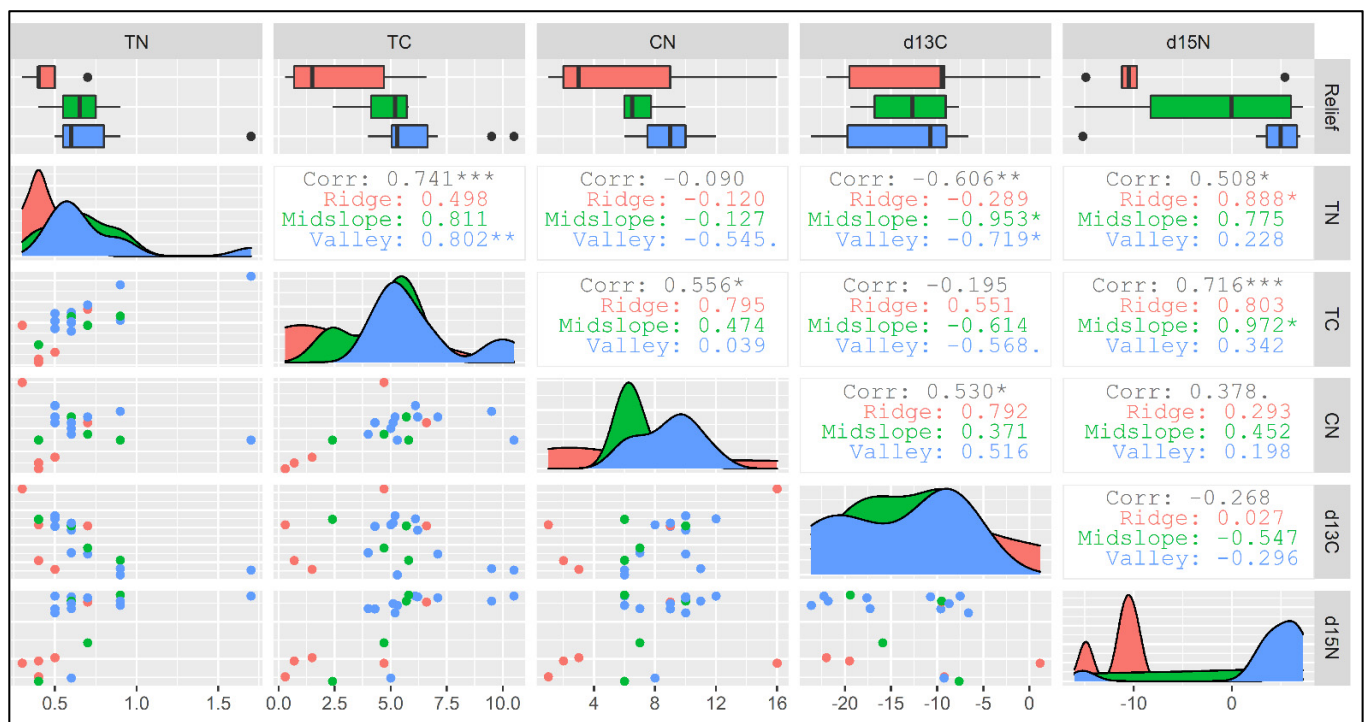 TN TC CN d13C d15N
Relief
Corr: 0.741*** Corr: -0.090 Corr: -0.606** Corr: 0.508*
Ridge: 0.498 Ridge: -0.120 Ridge: -0.289 Ridge: 0.888*
Midslope: 0.811 Midslope: -0.127 Midslope: -0.953* Midslope: 0.775
Valley: 0.802** Valley: -0.545. Valley: -0.719* Valley: 0.228
TN
Corr: 0.556* Corr: -0.195 Corr: 0.716***
Ridge: 0.795 Ridge: 0.551 Ridge: 0.803
Midslope: 0.474 Midslope: -0.614 Midslope: 0.972*
Valley: 0.039 Valley: -0.568. Valley: 0.342
TC
Corr: 0.530* Corr: 0.378.
Ridge: 0.792 Ridge: 0.293
Midslope: 0.371 Midslope: 0.452
Valley: 0.516 Valley: 0.198
CN
Corr: -0.268
Ridge: 0.027
Midslope: -0.547
Valley: -0.296
d13C
d15N
0.5 1.0 1.5 0.0 2.5 5.0 7.5 10.0 4 8 12 16 -20 -15 -10 -5 0 -10 0